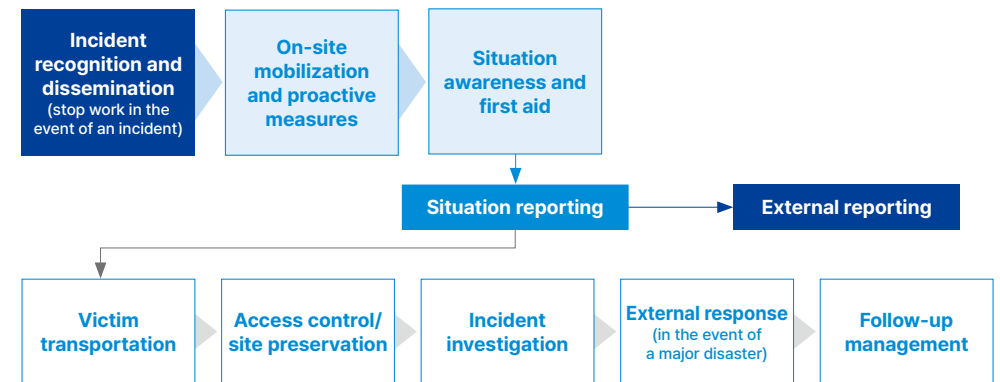 Incident
recognition and
dissemination
(stop work in the
event of an incident)
On-site
mobilization
and proactive
measures
Situation
awareness and
first aid
Situation reporting
External reporting
Victim
transportation
Access control/
site preservation
Incident
investigation
External response
(in the event of
a major disaster)
Follow-up
management